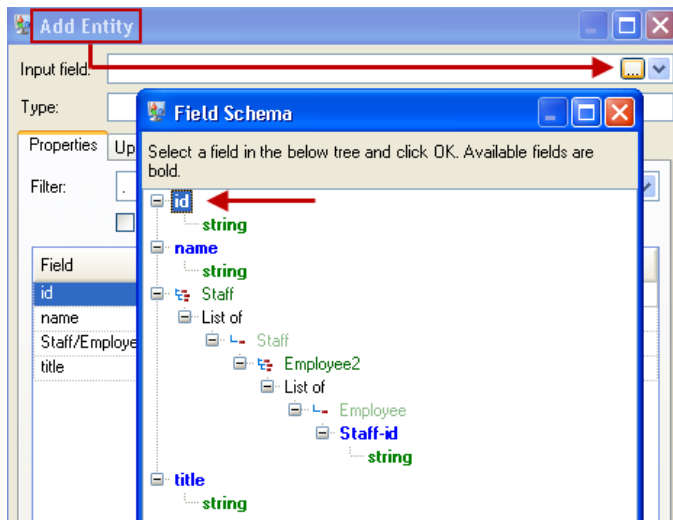 Add Entity
Input field:
...
Type:
Field Schema
Properties Up
Select a field in the below tree and click OK. Available fields are
bold.
Filter: .
id
string
name
string
Field
Staff
id
List of
name
Staff
Staff/Employe
Employee2
title
List of
Employee
Staff-id
string
title
string